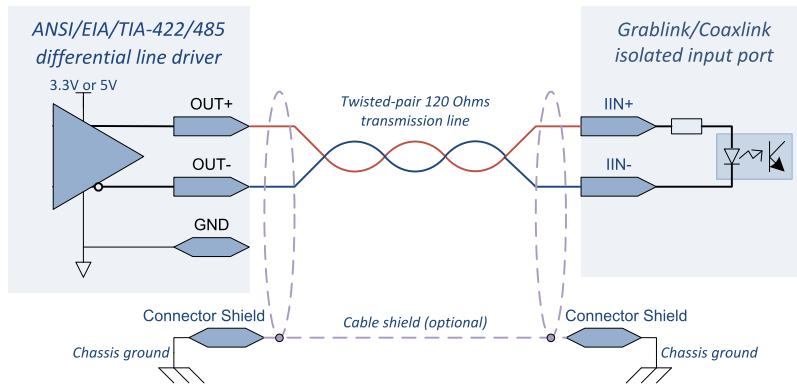 ANSI/EIA/TIA-422/485
differential line driver
Grablink/Coaxlink
isolated input port
3.3V or 5V
OUT+
Twisted-pair 120 Ohms
transmission line
IIN+
OUT-
IIN-
GND
Connector Shield
Cable shield (optional)
Connector Shield
Chassis ground
Chassis ground